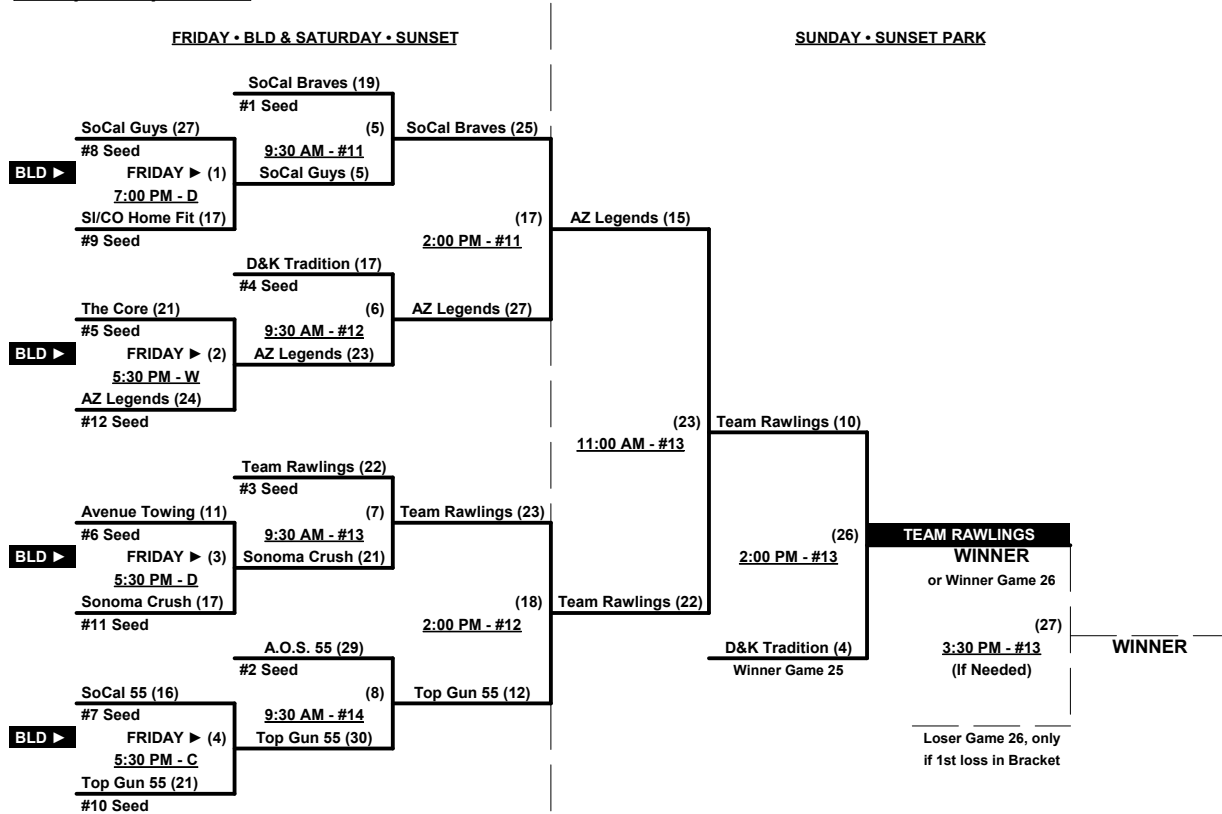 FRIDAY • BLD & SATURDAY • SUNSET
SUNDAY • SUNSET PARK
SoCal Braves (19)
#1 Seed
SoCal Guys (27)
(5)
SoCal Braves (25)
#8 Seed
9:30 AM - #11
BLD ►
FRIDAY ► (1)
SoCal Guys (5)
7:00 PM - D
SI/CO Home Fit (17)
(17)
AZ Legends (15)
#9 Seed
2:00 PM - #11
D&K Tradition (17)
#4 Seed
The Core (21)
(6)
AZ Legends (27)
#5 Seed
9:30 AM - #12
BLD ►
FRIDAY ► (2)
AZ Legends (23)
5:30 PM - W
AZ Legends (24)
#12 Seed
(23)
Team Rawlings (10)
11:00 AM - #13
Team Rawlings (22)
#3 Seed
Avenue Towing (11)
(7)
Team Rawlings (23)
#6 Seed
9:30 AM - #13
(26)
TEAM RAWLINGS
BLD ►
FRIDAY ► (3)
Sonoma Crush (21)
2:00 PM - #13
WINNER
5:30 PM - D
or Winner Game 26
Sonoma Crush (17)
(18)
Team Rawlings (22)
#11 Seed
2:00 PM - #12
(27)
A.O.S. 55 (29)
D&K Tradition (4)
3:30 PM - #13
WINNER
#2 Seed
Winner Game 25
(If Needed)
SoCal 55 (16)
(8)
Top Gun 55 (12)
#7 Seed
9:30 AM - #14
BLD ►
FRIDAY ► (4)
Top Gun 55 (30)
Loser Game 26, only
5:30 PM - C
if 1st loss in Bracket
Top Gun 55 (21)
#10 Seed